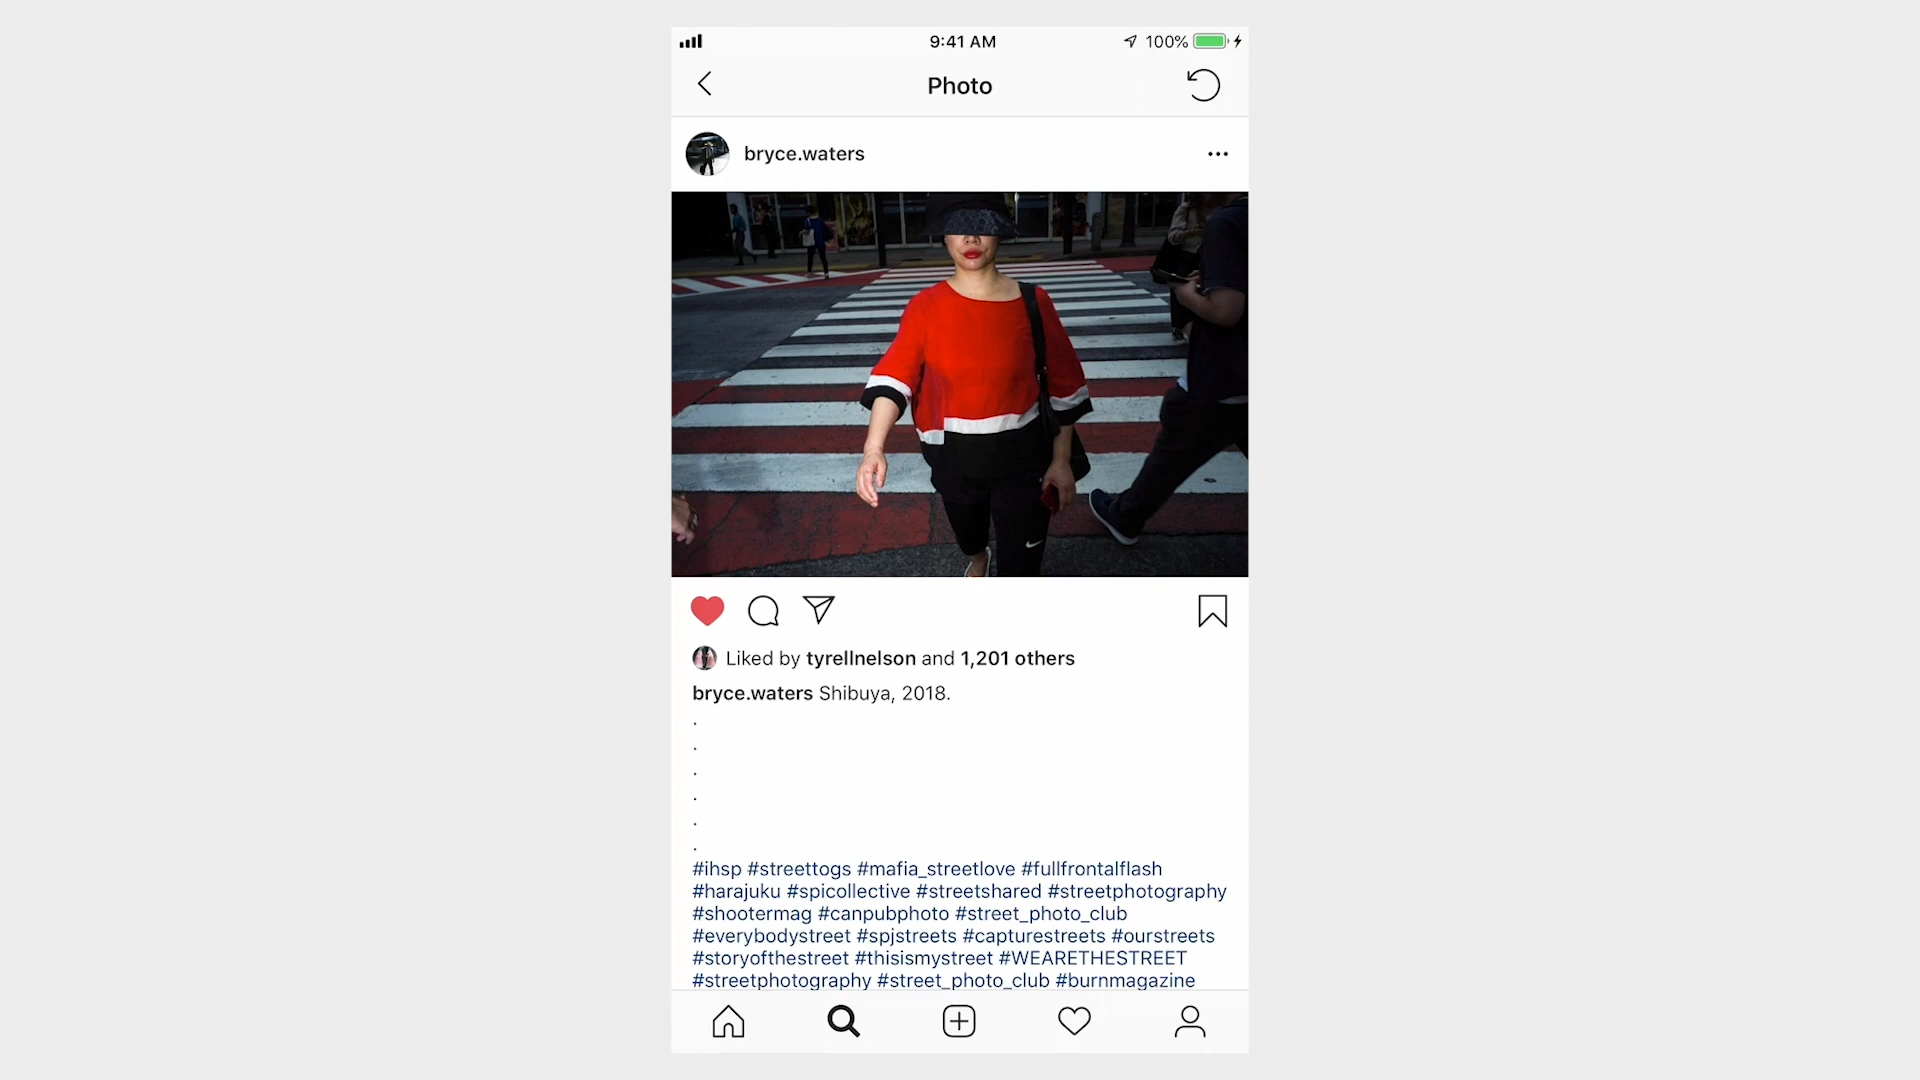 9:41 AM
100%
Photo
bryce.waters
Liked by tyrellnelson and 1,201 others
bryce.waters Shibuya, 2018.
.
.
.
.
.
.
#ihsp #streettogs #mafia_streetlove #fullfrontalflash
#harajuku #spicollective #streetshared #streetphotography
#shootermag #canpubphoto #street_photo_club
#everybodystreet #spjstreets #capturestreets #ourstreets
#storyofthestreet #thisismystreet #WEARETHESTREET
#streetphotography #street_photo_club #burnmagazine